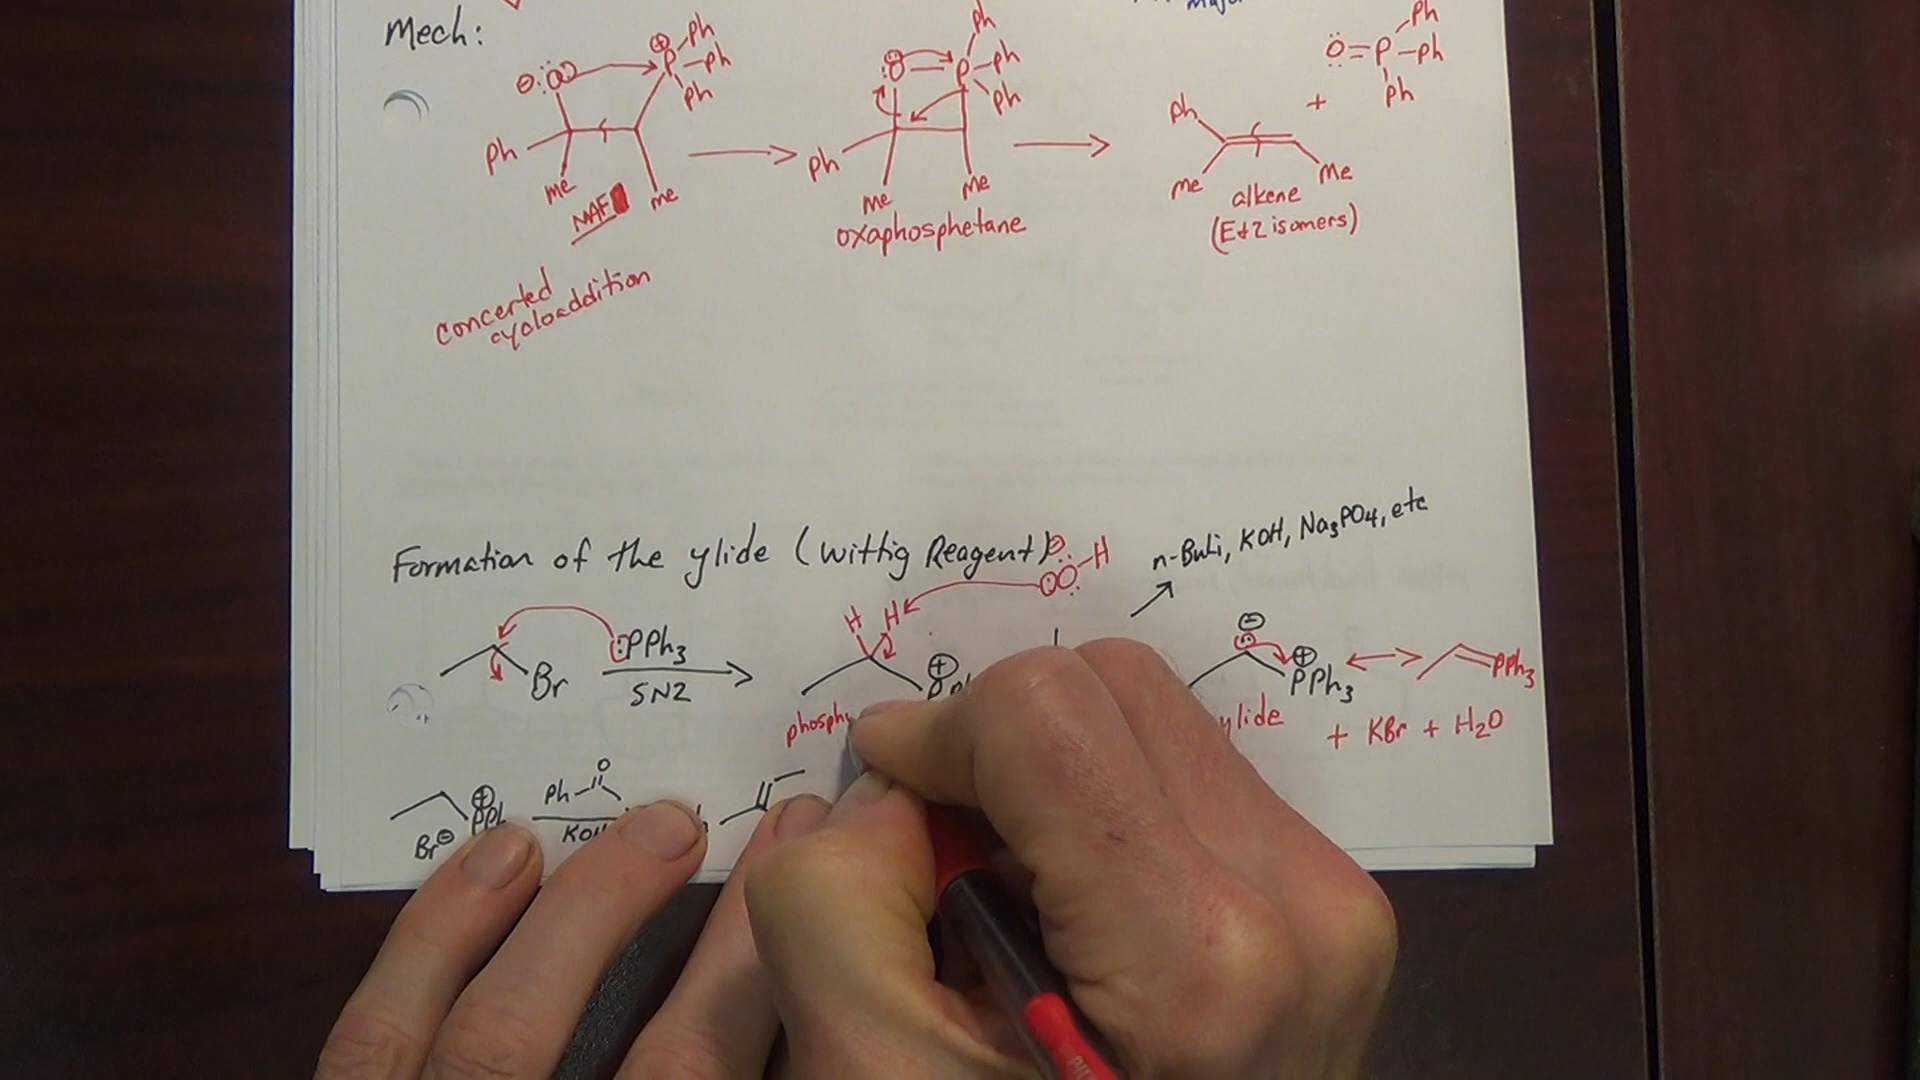 Mech:
⊖ :O: ⊕ P Ph Ph Ph
Ph Me Me
NAF
concerted
cycloaddition
:O P Ph Ph Ph
Ph Me Me
oxaphosphetane
Ph Me Me
alkene
(E+Z isomers)
+ O=P Ph Ph Ph
Formation of the ylide (Wittig Reagent)
⊖ O-H
n-BuLi, KOH, Na3PO4, etc
Br :PPh3
SN2
H H ⊕
⊖ ⊕ PPh3 PPh3
ylide + KBr + H2O
Br⊖ ⊕
Ph O